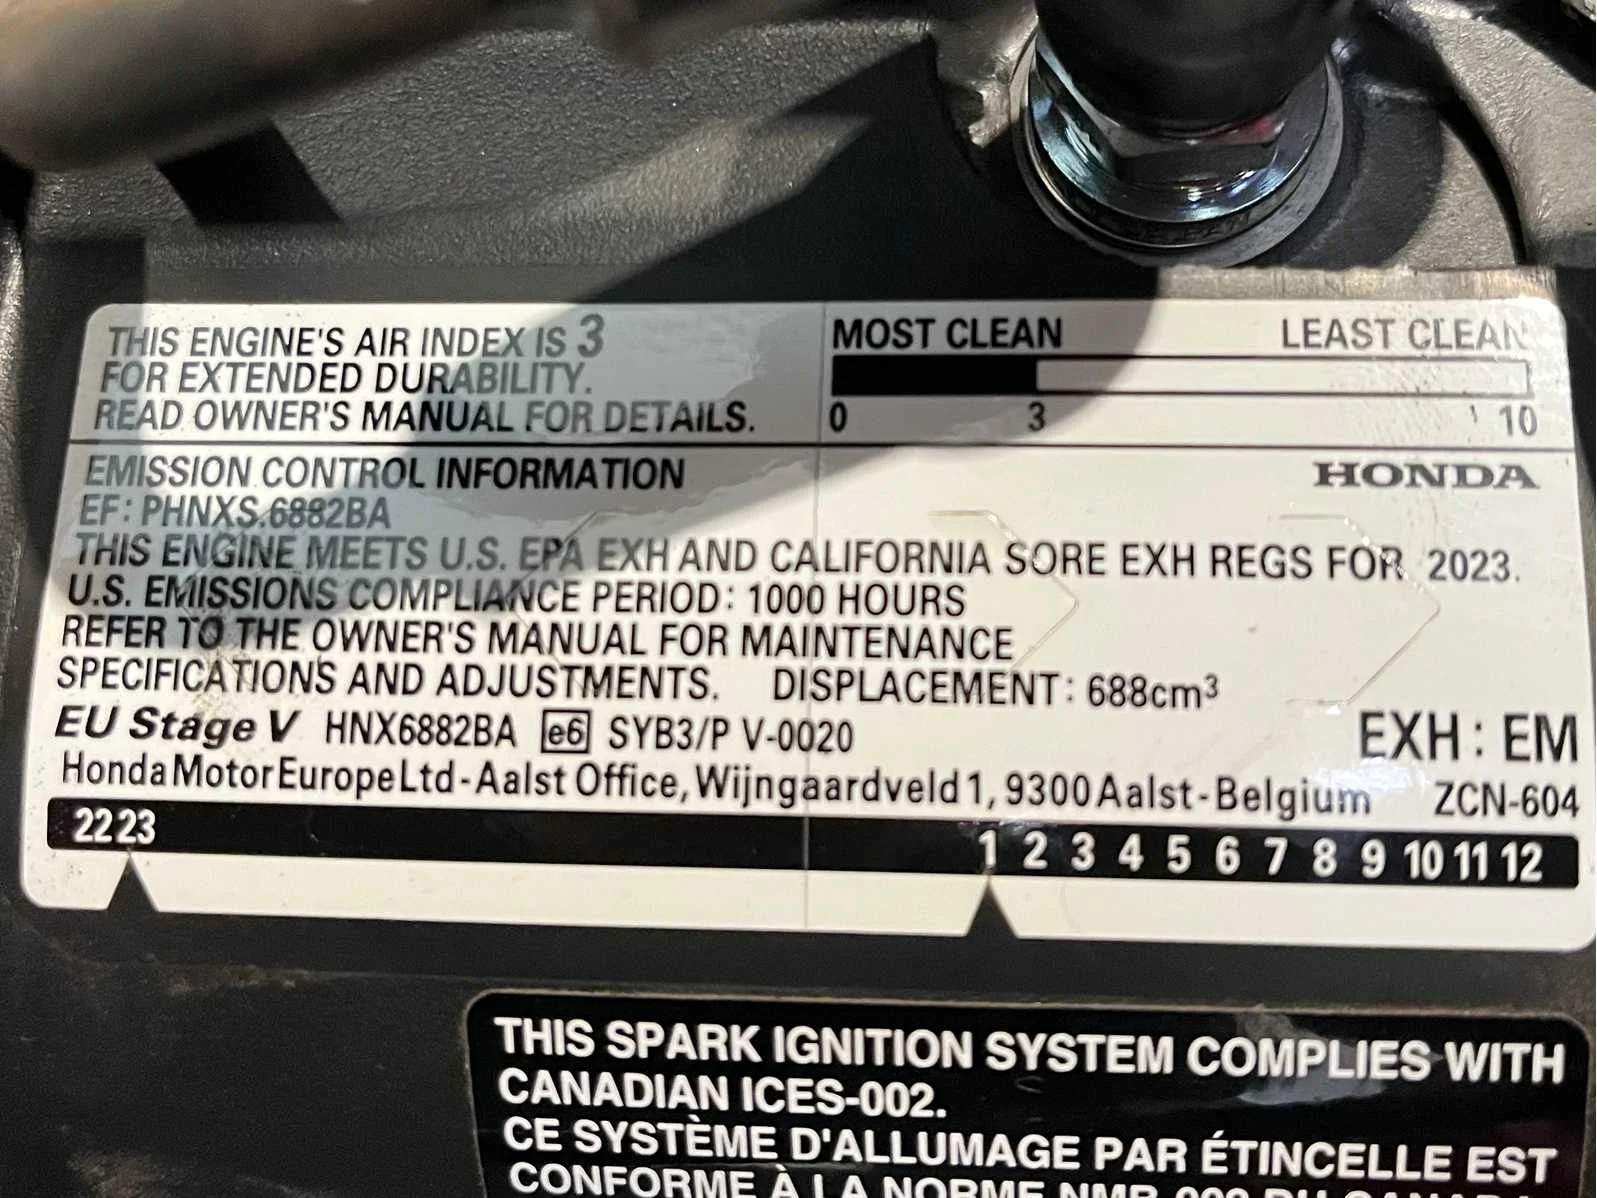 THIS ENGINE'S AIR INDEX IS 3
FOR EXTENDED DURABILITY.
READ OWNER'S MANUAL FOR DETAILS.
MOST CLEAN LEAST CLEAN
0 3 10
EMISSION CONTROL INFORMATION
HONDA
EF: PHNXS.6882BA
THIS ENGINE MEETS U.S. EPA EXH AND CALIFORNIA SORE EXH REGS FOR 2023.
U.S. EMISSIONS COMPLIANCE PERIOD: 1000 HOURS
REFER TO THE OWNER'S MANUAL FOR MAINTENANCE
SPECIFICATIONS AND ADJUSTMENTS. DISPLACEMENT: 688cm³
EU Stage V HNX6882BA e6 SYB3/P V-0020 EXH: EM
Honda Motor Europe Ltd - Aalst Office, Wijngaardveld 1, 9300 Aalst - Belgium ZCN-604
22 23 1 2 3 4 5 6 7 8 9 10 11 12
THIS SPARK IGNITION SYSTEM COMPLIES WITH
CANADIAN ICES-002.
CE SYSTÈME D'ALLUMAGE PAR ÉTINCELLE EST
CONFORME À LA NORME